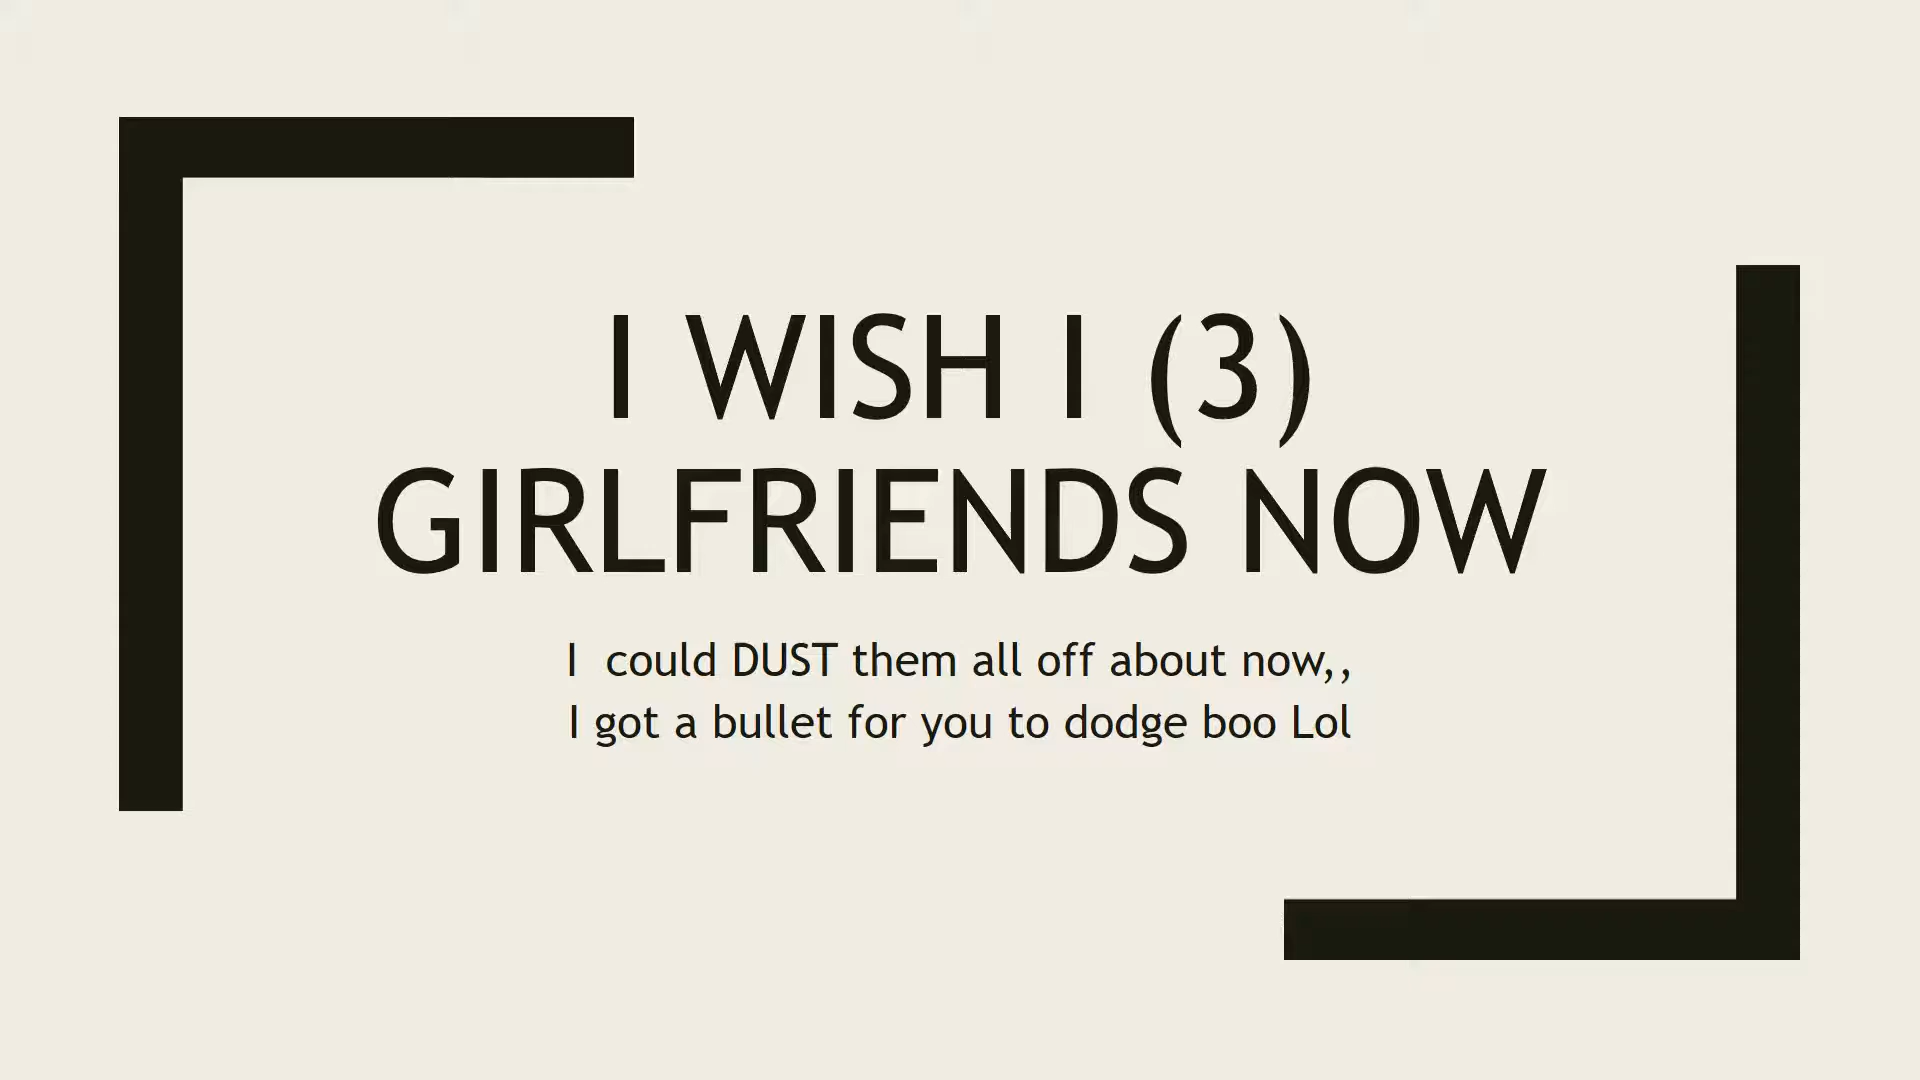 I WISH I (3)
GIRLFRIENDS NOW
I  could DUST them all off about now,,
I got a bullet for you to dodge boo Lol